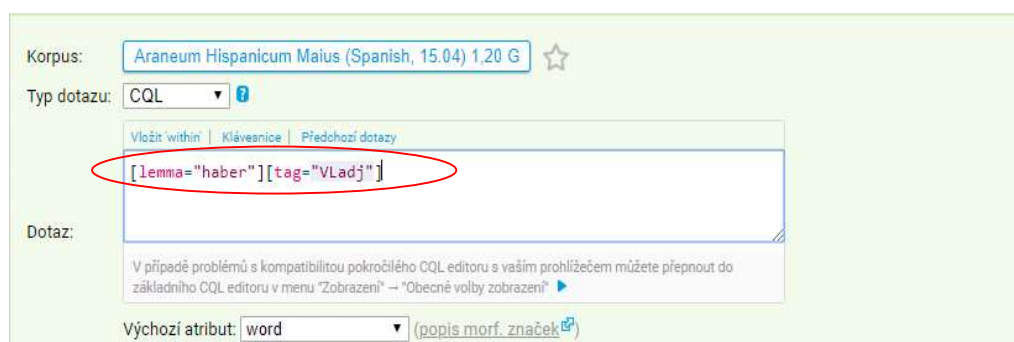 Korpus: Araneum Hispanicum Maius (Spanish, 15.04) 1,20 G
Typ dotazu: CQL ?
Vložit 'within' | Klávesnice | Předchozí dotazy
[lemma="haber"][tag="VLadj"]
Dotaz:
V případě problémů s kompatibilitou pokročilého CQL editoru s vaším prohlížečem můžete přepnout do
základního CQL editoru v menu "Zobrazení" → "Obecné volby zobrazení"
Výchozí atribut: word (popis morf. značek)